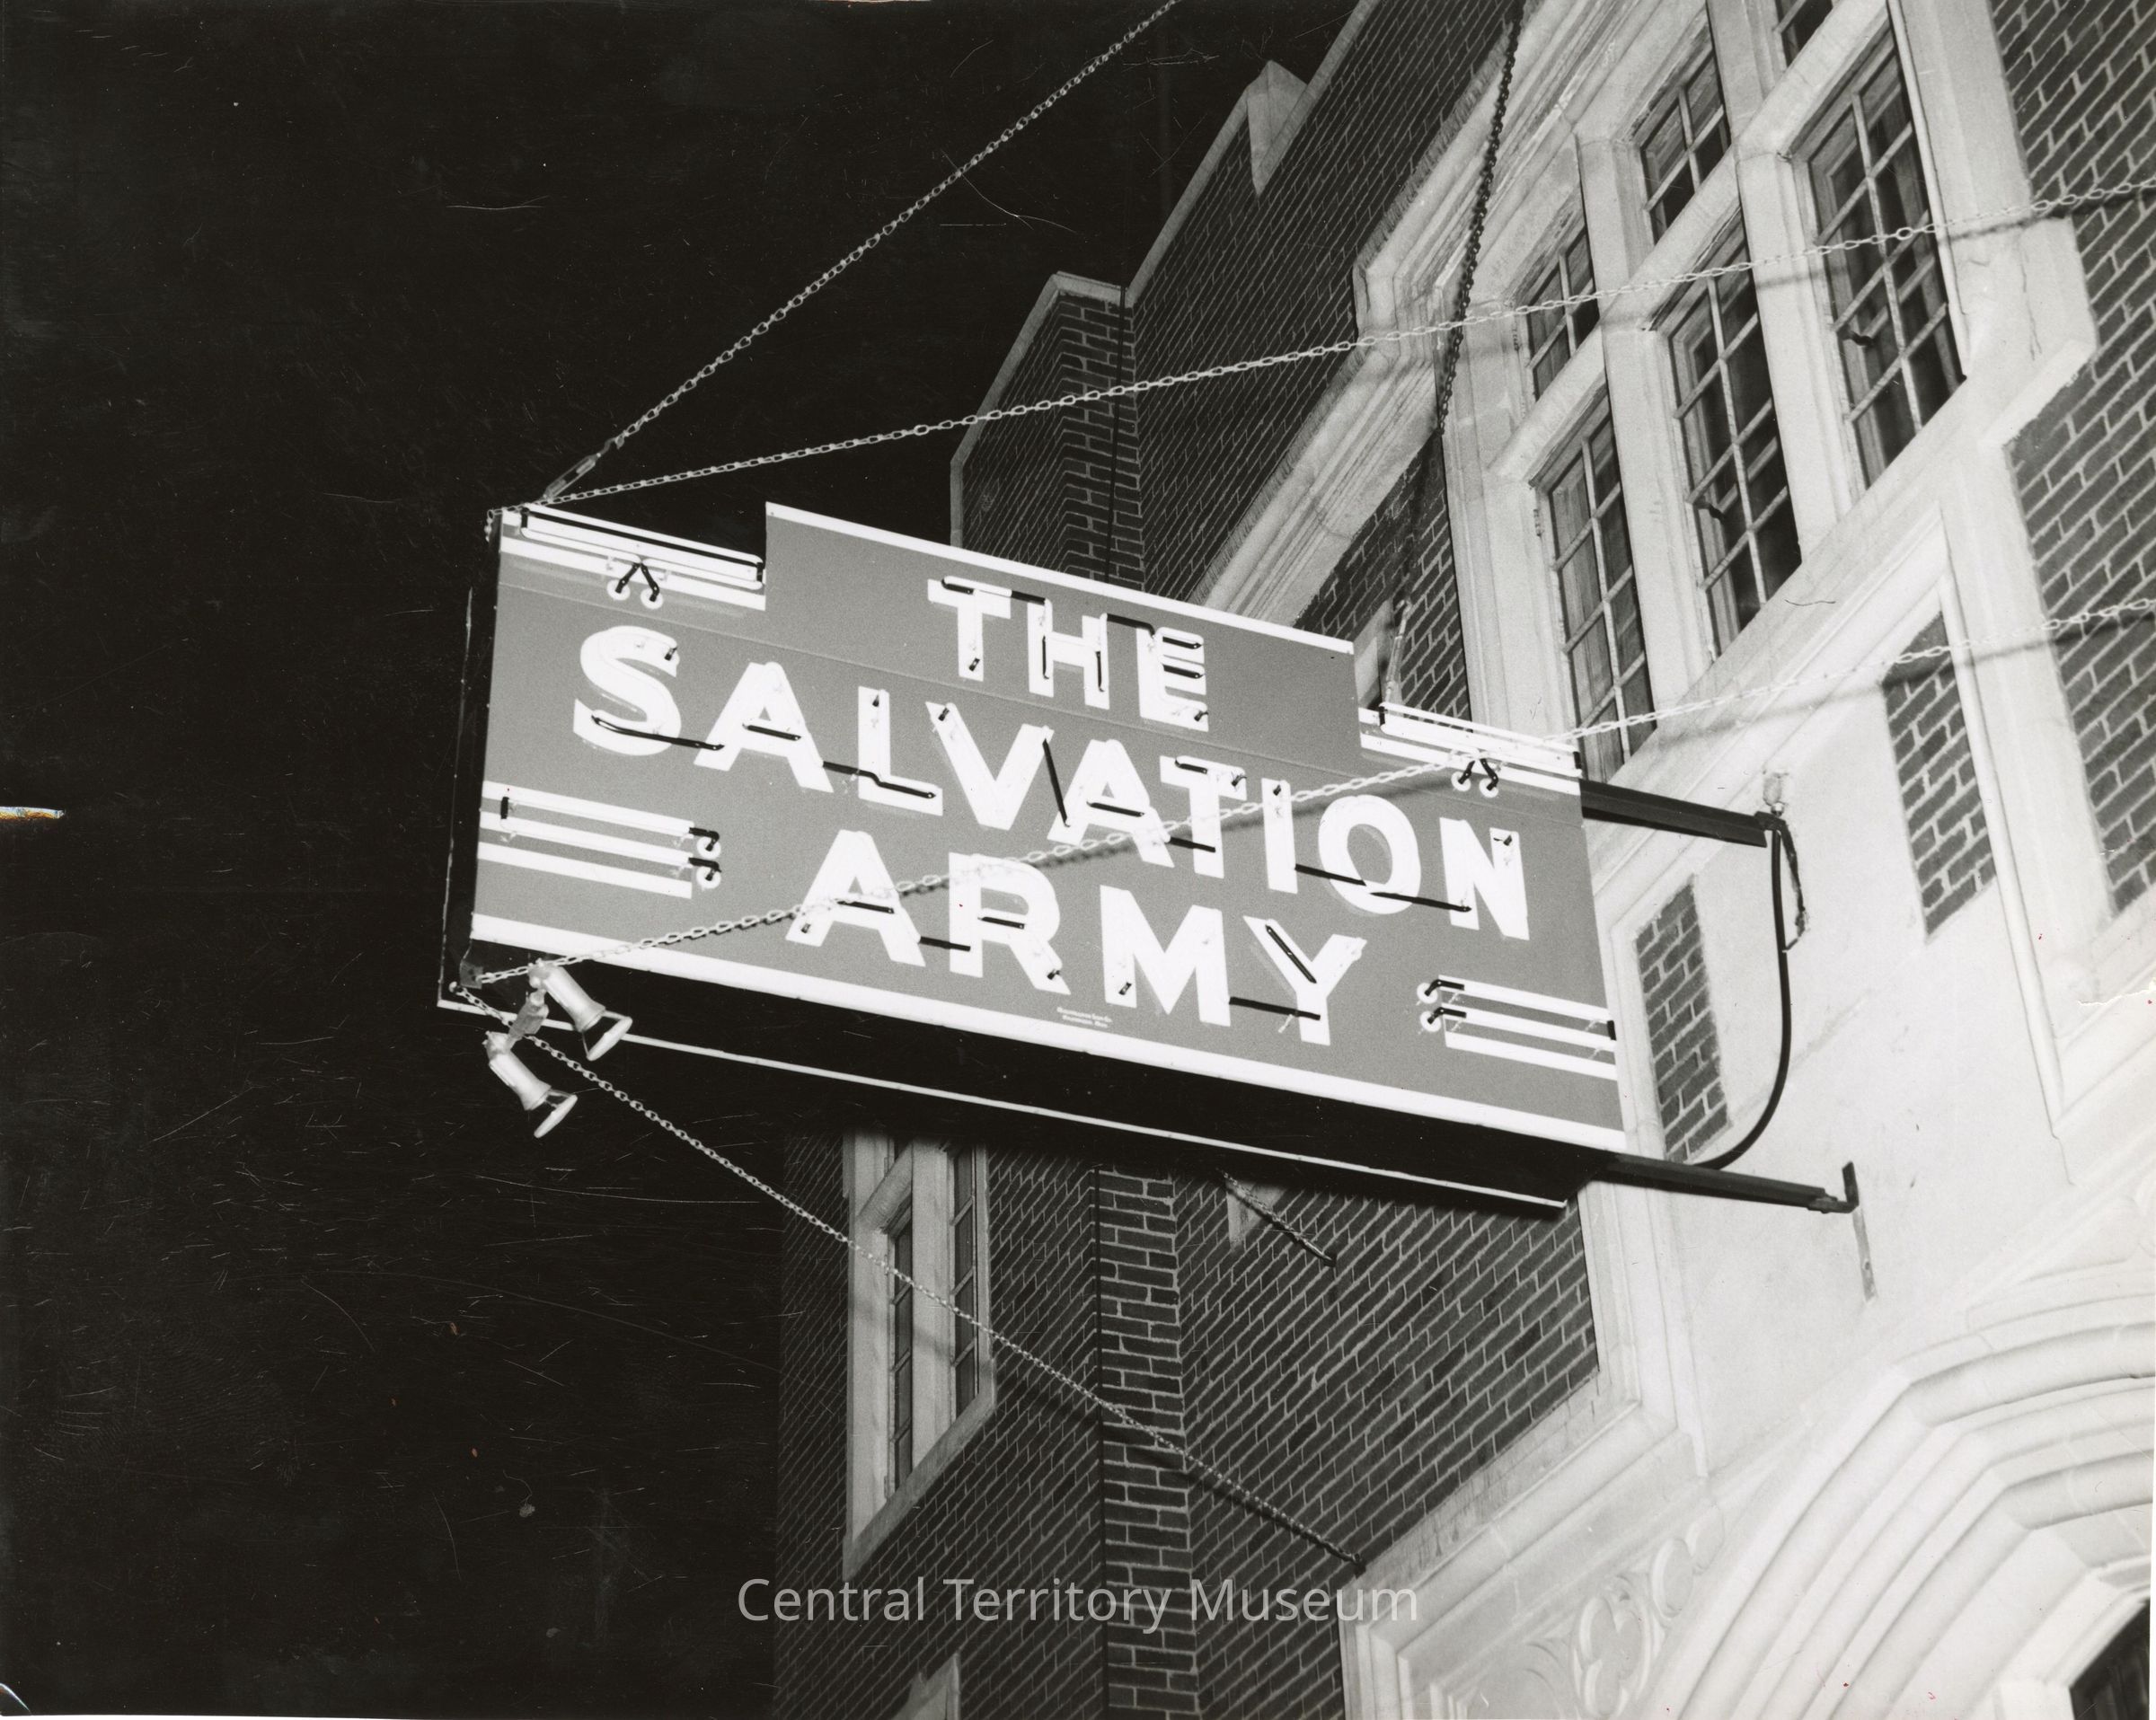 THE
SALVATION
ARMY
Central Territory Museum